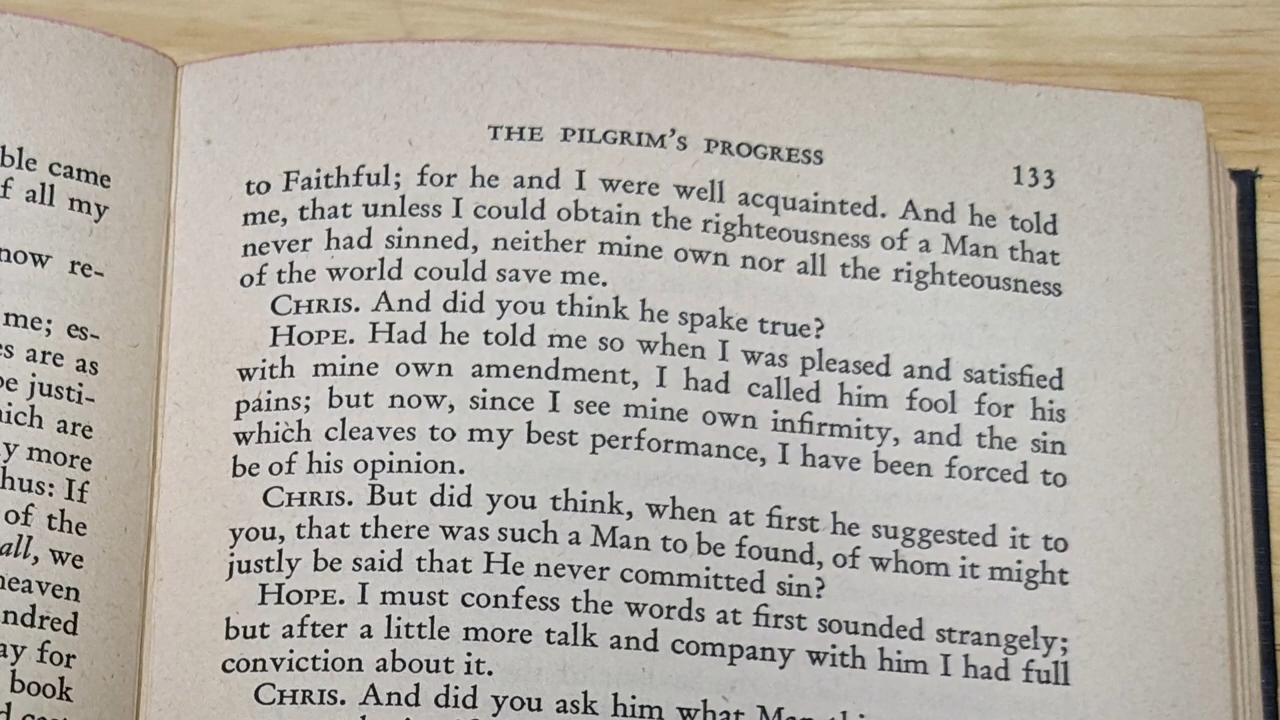 ble came
f all my
now re-
me; es-
s are as
be justi-
ich are
y more
hus: If
of the
all, we
heaven
ndred
ay for
book
THE PILGRIM'S PROGRESS
133
to Faithful; for he and I were well acquainted. And he told
me, that unless I could obtain the righteousness of a Man that
never had sinned, neither mine own nor all the righteousness
of the world could save me.
CHRIS. And did you think he spake true?
HOPE. Had he told me so when I was pleased and satisfied
with mine own amendment, I had called him fool for his
pains; but now, since I see mine own infirmity, and the sin
which cleaves to my best performance, I have been forced to
be of his opinion.
CHRIS. But did you think, when at first he suggested it to
you, that there was such a Man to be found, of whom it might
justly be said that He never committed sin?
HOPE. I must confess the words at first sounded strangely;
but after a little more talk and company with him I had full
conviction about it.
CHRIS. And did you ask him what Man